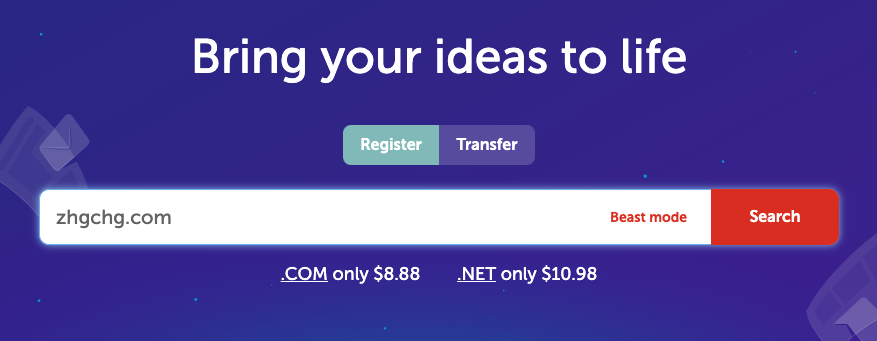 Bring your ideas to life
Register Transfer
zhgchg.com Beast mode Search
.COM only $8.88 .NET only $10.98